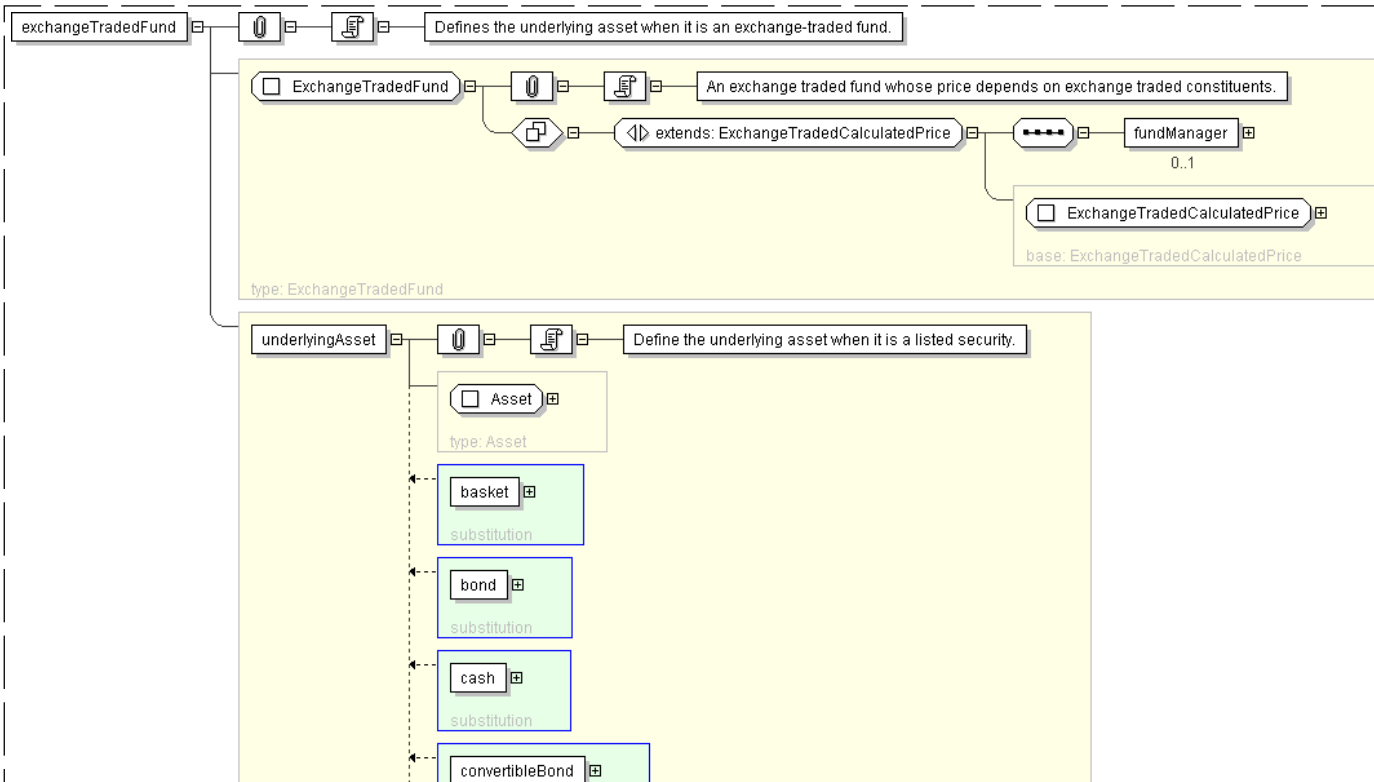 exchangeTradedFund
Defines the underlying asset when it is an exchange-traded fund.
ExchangeTradedFund
An exchange traded fund whose price depends on exchange traded constituents.
extends: ExchangeTradedCalculatedPrice
fundManager
0..1
ExchangeTradedCalculatedPrice
base: ExchangeTradedCalculatedPrice
type: ExchangeTradedFund
underlyingAsset
Define the underlying asset when it is a listed security.
Asset
type: Asset
basket
substitution
bond
substitution
cash
substitution
convertibleBond